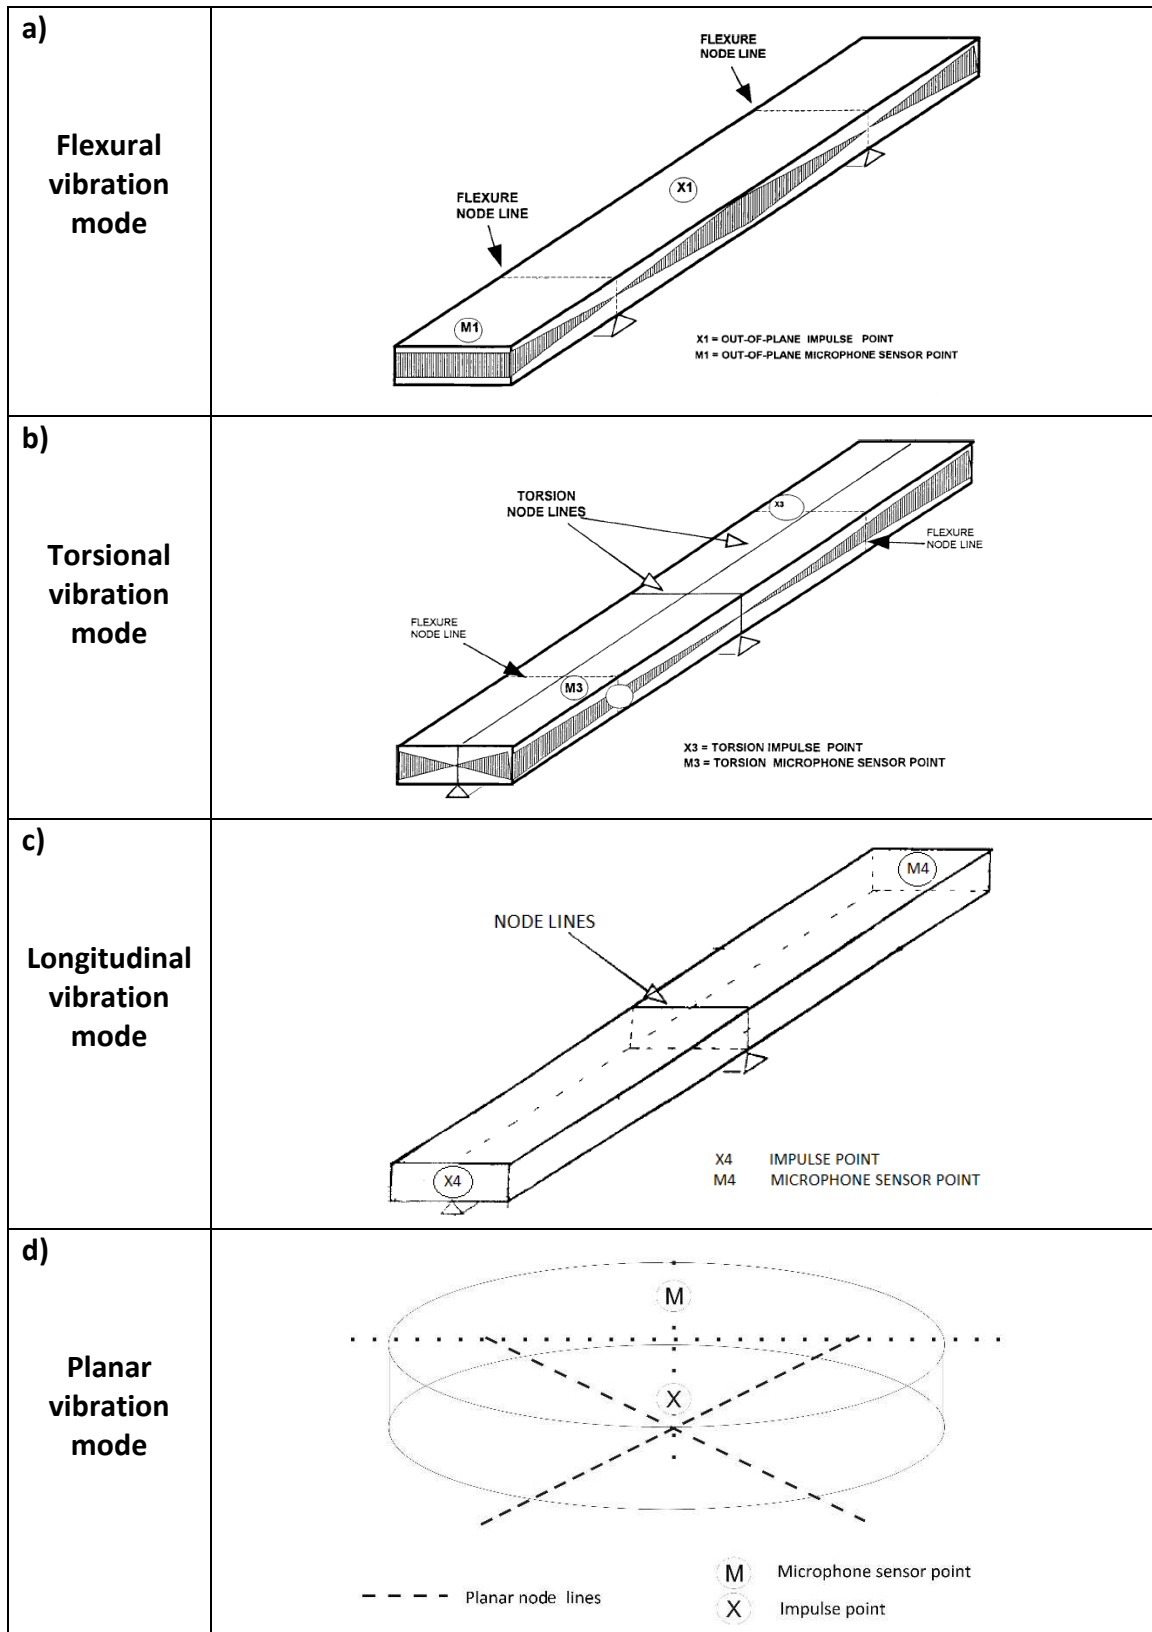 a)
Flexural
vibration
mode
FLEXURE
NODE LINE
FLEXURE
NODE LINE
X1
M1
X1 = OUT-OF-PLANE IMPULSE POINT
M1 = OUT-OF-PLANE MICROPHONE SENSOR POINT
b)
Torsional
vibration
mode
TORSION
NODE LINES
X3
FLEXURE
NODE LINE
FLEXURE
NODE LINE
M3
X3 = TORSION IMPULSE POINT
M3 = TORSION MICROPHONE SENSOR POINT
c)
Longitudinal
vibration
mode
M4
NODE LINES
X4
X4 IMPULSE POINT
M4 MICROPHONE SENSOR POINT
d)
Planar
vibration
mode
M
X
Planar node lines
M Microphone sensor point
X Impulse point